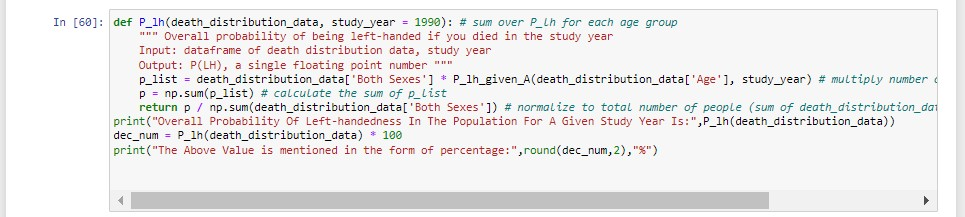 In [60]: def P_lh(death_distribution_data, study_year = 1990): # sum over P_lh for each age group
""" Overall probability of being left-handed if you died in the study year
Input: dataframe of death distribution data, study year
Output: P(LH), a single floating point number """
p_list = death_distribution_data['Both Sexes'] * P_lh_given_A(death_distribution_data['Age'], study_year) # multiply number
p = np.sum(p_list) # calculate the sum of p_list
return p / np.sum(death_distribution_data['Both Sexes']) # normalize to total number of people (sum of death_distribution_dat
print("Overall Probability Of Left-handedness In The Population For A Given Study Year Is:",P_lh(death_distribution_data))
dec_num = P_lh(death_distribution_data) * 100
print("The Above Value is mentioned in the form of percentage:",round(dec_num,2),"%")